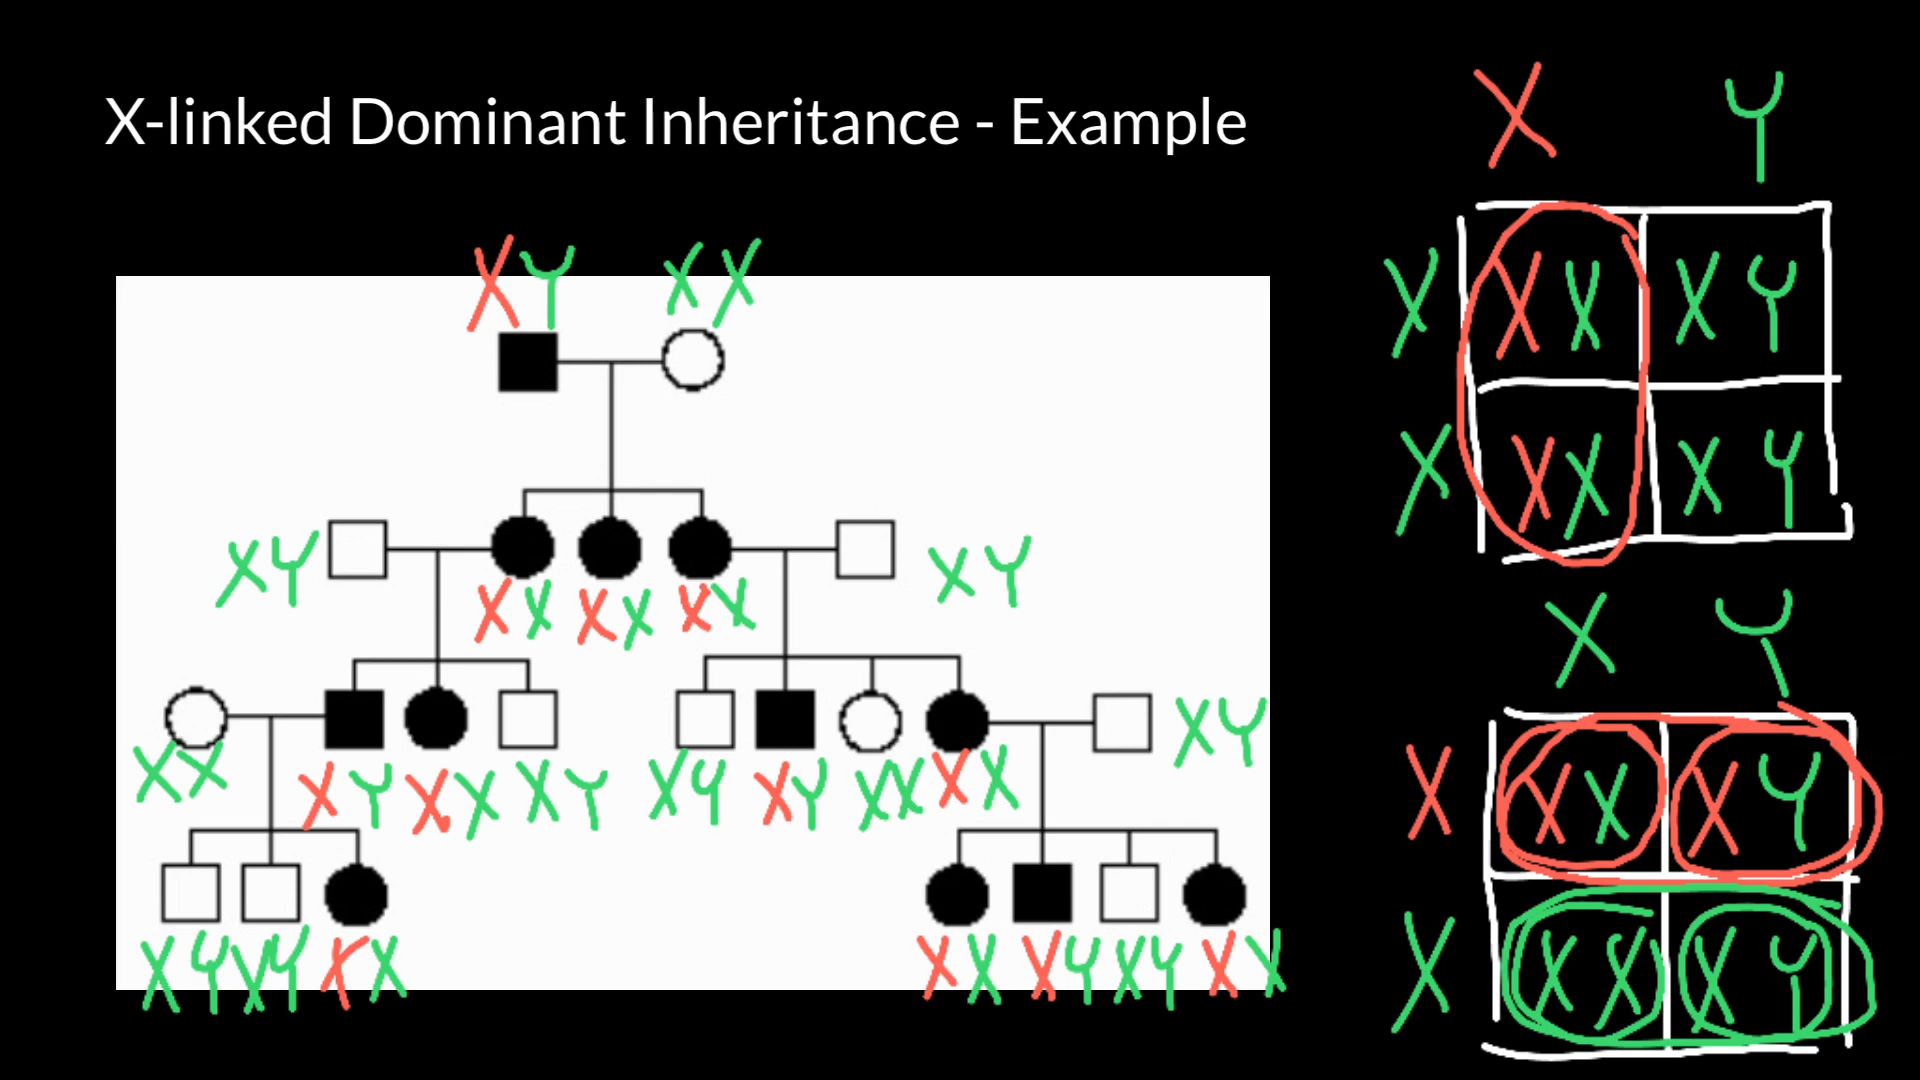 X-linked Dominant Inheritance - Example
X Y
XY XX
X XX XY
X XX XY
XY XX XX XX XY
X Y
XX XY XX XY XY XY XX XX XY
X XX XY
XY XY XX XX XY XY XX
X XX XY